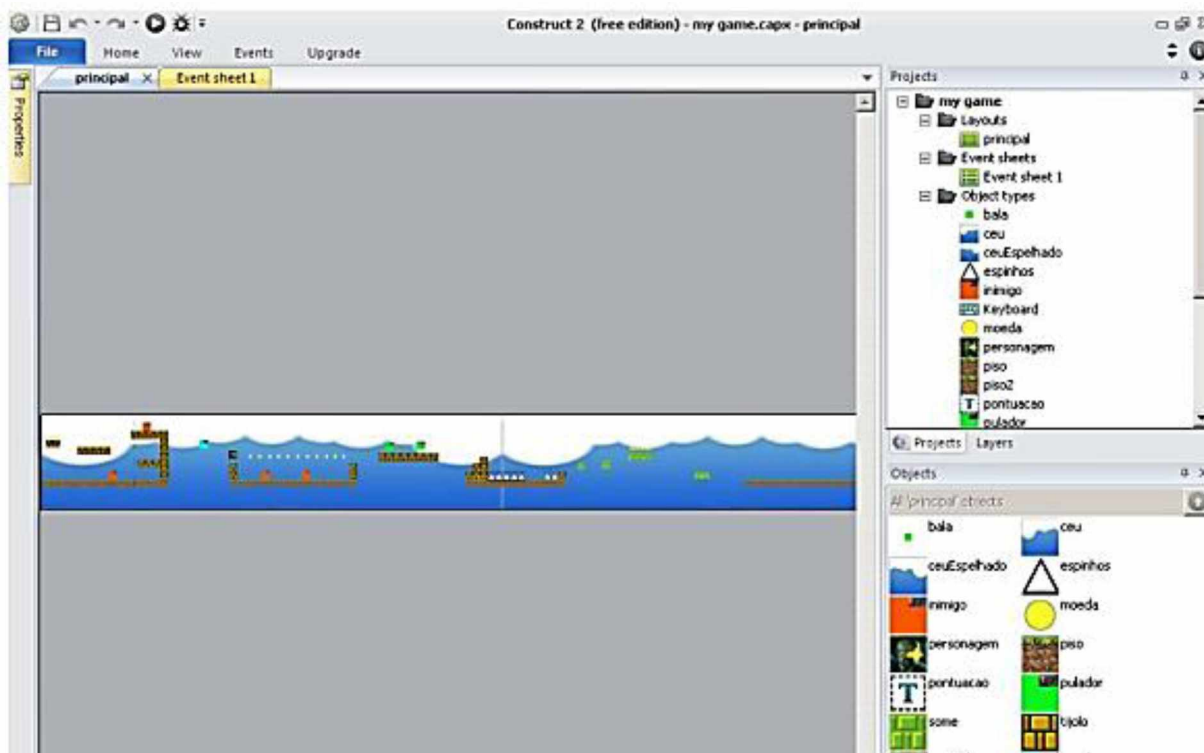 Construct 2 (free edition) - my game.capx - principal
File Home View Events Upgrade
principal × Event sheet 1
Properties
Projects
my game
Layouts
principal
Event sheets
Event sheet 1
Object types
bala
ceu
ceuEspelhado
espinhos
inimigo
Keyboard
moeda
personagem
piso
piso2
T pontuacao
pulador
Projects Layers
Objects
All 'principal' objects
bala ceu
ceuEspelhado espinhos
inimigo moeda
personagem piso
T pontuacao pulador
some tijolo